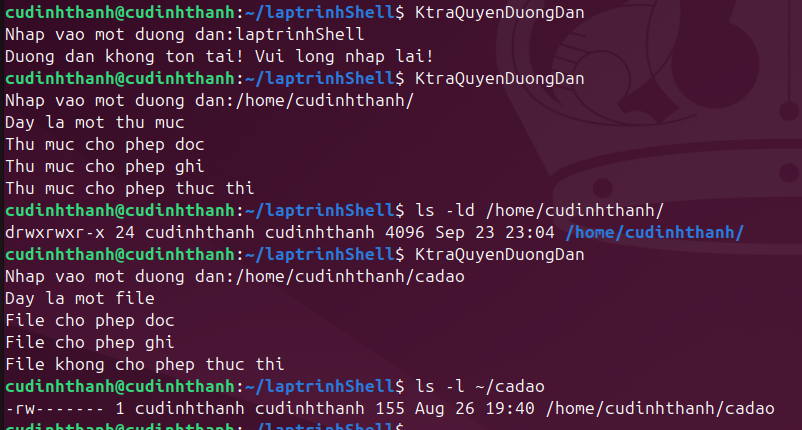 cudinhthanh@cudinhthanh:~/laptrinhShell$ KtraQuyenDuongDan
Nhap vao mot duong dan:laptrinhShell
Duong dan khong ton tai! Vui long nhap lai!
cudinhthanh@cudinhthanh:~/laptrinhShell$ KtraQuyenDuongDan
Nhap vao mot duong dan:/home/cudinhthanh/
Day la mot thu muc
Thu muc cho phep doc
Thu muc cho phep ghi
Thu muc cho phep thuc thi
cudinhthanh@cudinhthanh:~/laptrinhShell$ ls -ld /home/cudinhthanh/
drwxrwxr-x 24 cudinhthanh cudinhthanh 4096 Sep 23 23:04 /home/cudinhthanh/
cudinhthanh@cudinhthanh:~/laptrinhShell$ KtraQuyenDuongDan
Nhap vao mot duong dan:/home/cudinhthanh/cadao
Day la mot file
File cho phep doc
File cho phep ghi
File khong cho phep thuc thi
cudinhthanh@cudinhthanh:~/laptrinhShell$ ls -l ~/cadao
-rw------- 1 cudinhthanh cudinhthanh 155 Aug 26 19:40 /home/cudinhthanh/cadao
cudinhthanh@cudinhthanh:~/laptrinhShell$